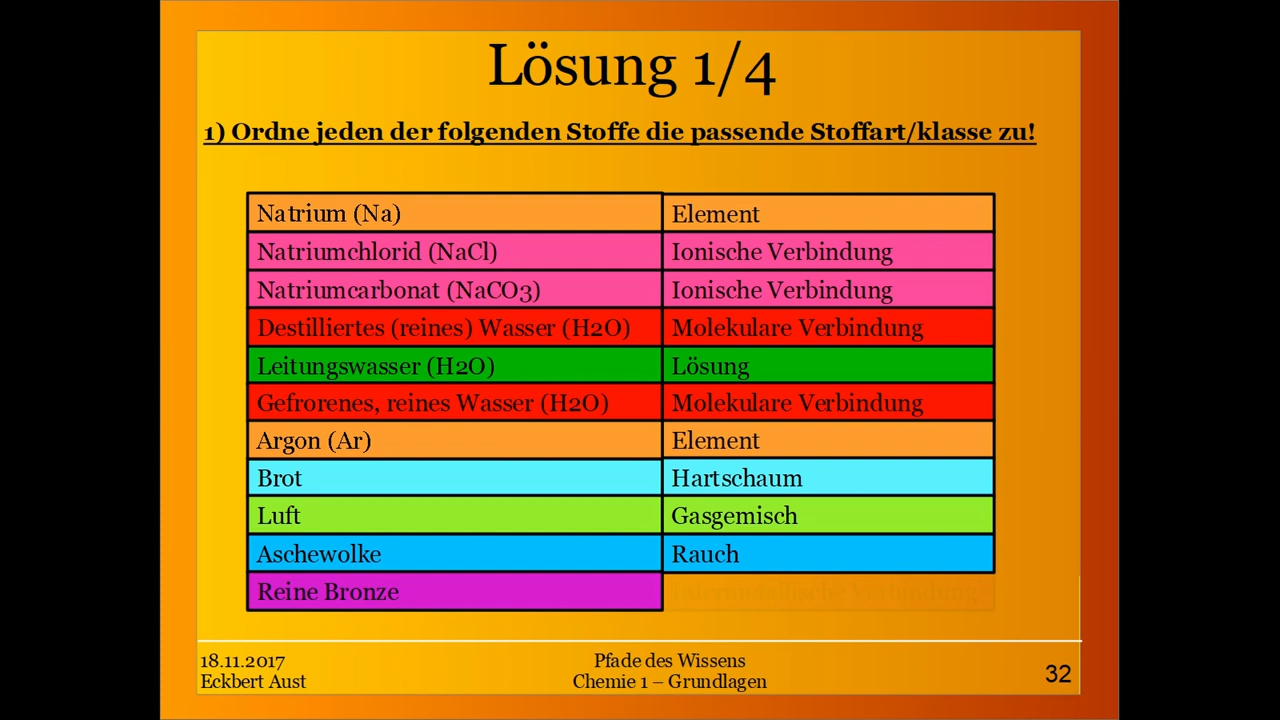 Lösung 1/4
1) Ordne jeden der folgenden Stoffe die passende Stoffart/klasse zu!
Natrium (Na) Element
Natriumchlorid (NaCl) Ionische Verbindung
Natriumcarbonat (NaCO3) Ionische Verbindung
Destilliertes (reines) Wasser (H2O) Molekulare Verbindung
Leitungswasser (H2O) Lösung
Gefrorenes, reines Wasser (H2O) Molekulare Verbindung
Argon (Ar) Element
Brot Hartschaum
Luft Gasgemisch
Aschewolke Rauch
Reine Bronze Intermetallische Verbindung
18.11.2017
Eckbert Aust
Pfade des Wissens
Chemie 1 – Grundlagen
32